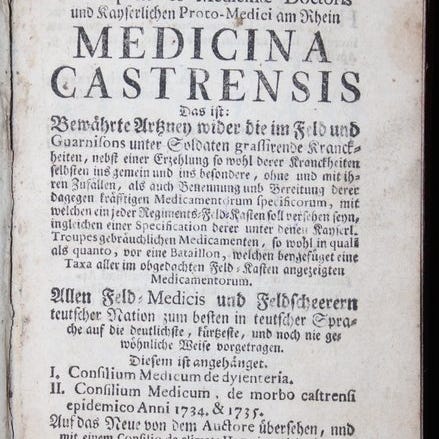 Medicinæ Doctoris
und Kayserlichen Proto-Medici am Rhein
MEDICINA
CASTRENSIS
Das ist:
Bewährte Artzney wider die im Feld und
Guarnisons unter Soldaten grassirende Kranck-
heiten, nebst einer Erzehlung so wohl derer Kranckheiten
selbsten ins gemein und ins besondere, ohne und mit ih-
ren Zufällen, als auch Benennung und Bereitung derer
dagegen kräfftigen Medicamentorum specificorum, mit
welchen ein jeder Regiments-Feld-Kasten soll versehen seyn,
ingleichen einer Specification derer unter denen Kayserl.
Troupes gebräuchlichen Medicamenten, so wohl in quali
als quanto, vor eine Bataillon, welchen beygefüget eine
Taxa aller im obgedachten Feld-Kasten angezeigten
Medicamentorum.
Allen Feld-Medicis und Feldscheerern
teutscher Nation zum besten in teutscher Spra-
che auf die deutlichste, kürtzeste, und noch nie ge-
wöhnliche Weise vorgetragen.
Diesem ist angehänget.
I. Consilium Medicum de dysenteria.
II. Consilium Medicum, de morbo castrensi
epidemico Anni 1734. & 1735.
Auf das Neue von dem Auctore übersehen, und
mit einem Consilio de